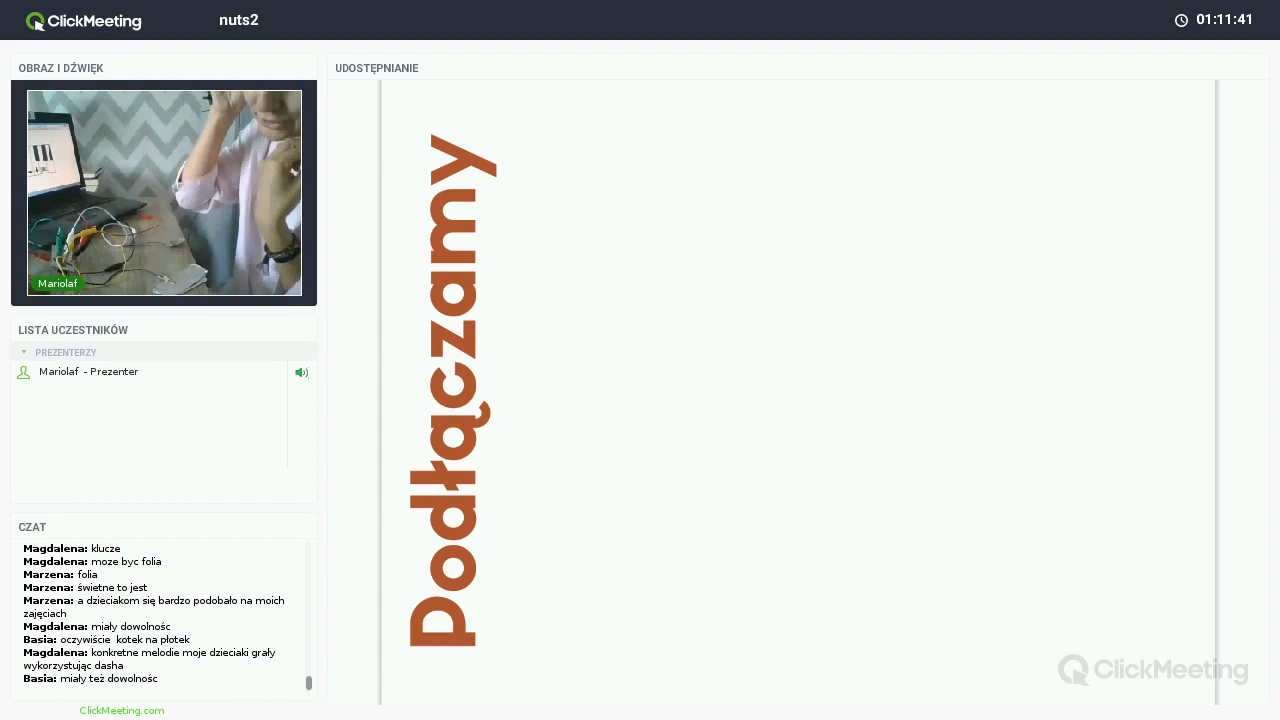 ClickMeeting
nuts2
01:11:41
OBRAZ I DŹWIĘK
UDOSTĘPNIANIE
Mariolaf
LISTA UCZESTNIKÓW
PREZENTERZY
Mariolaf - Prezenter
CZAT
Magdalena: klucze
Magdalena: moze byc folia
Marzena: folia
Marzena: świetne to jest
Marzena: a dzieciakom się bardzo podobało na moich
zajęciach
Magdalena: miały dowolnośc
Basia: oczywiście kotek na płotek
Magdalena: konkretne melodie moje dzieciaki grały
wykorzystując dasha
Basia: miały też dowolnośc
Podłączamy
ClickMeeting
ClickMeeting.com